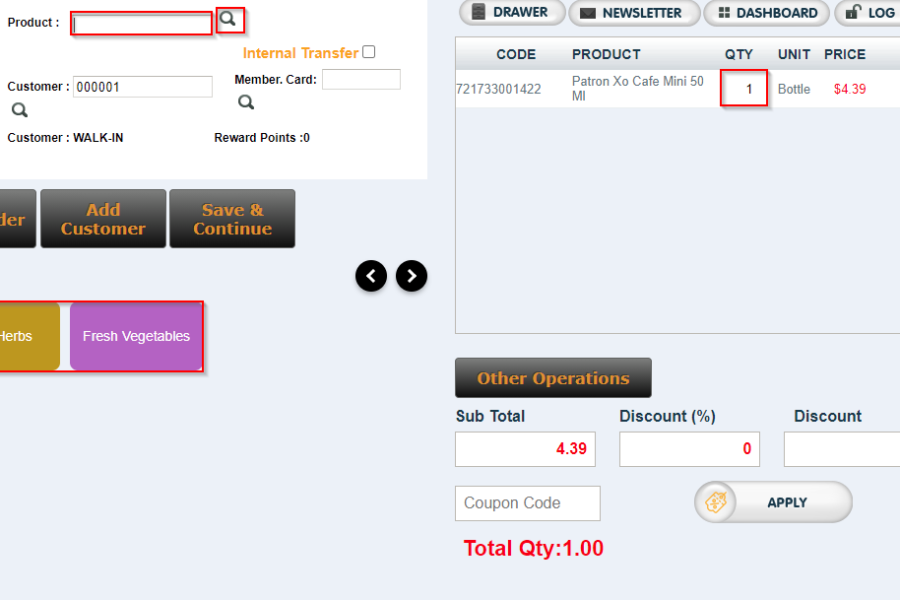 Product :
Internal Transfer
Customer : 000001
Member. Card:
Customer : WALK-IN
Reward Points :0
der
Add
Customer
Save &
Continue
Herbs
Fresh Vegetables
DRAWER
NEWSLETTER
DASHBOARD
LOG
CODE PRODUCT QTY UNIT PRICE
721733001422 Patron Xo Cafe Mini 50 Ml 1 Bottle $4.39
Other Operations
Sub Total
Discount (%)
Discount
4.39
0
Coupon Code
APPLY
Total Qty:1.00